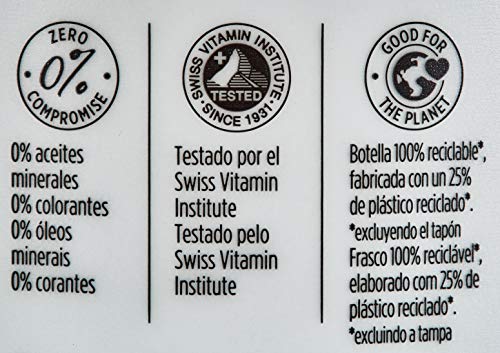 ZERO
0%
COMPROMISE
0% aceites
minerales
0% colorantes
0% óleos
minerais
0% corantes
SWISS VITAMIN INSTITUTE
TESTED
SINCE 1931
Testado por el
Swiss Vitamin
Institute
Testado pelo
Swiss Vitamin
Institute
GOOD FOR
THE PLANET
Botella 100% reciclable*,
fabricada con un 25%
de plástico reciclado*.
*excluyendo el tapón
Frasco 100% reciclável*,
elaborado com 25% de
plástico reciclado*.
*excluindo a tampa